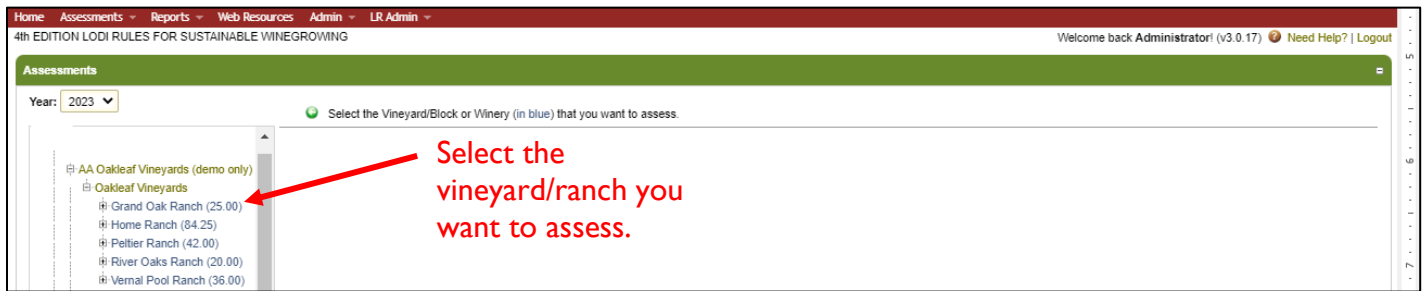 Home Assessments Reports Web Resources Admin LR Admin
4th EDITION LODI RULES FOR SUSTAINABLE WINEGROWING
Welcome back Administrator! (v3.0.17) Need Help? | Logout
Assessments
Year: 2023
Select the Vineyard/Block or Winery (in blue) that you want to assess.
AA Oakleaf Vineyards (demo only)
Oakleaf Vineyards
Grand Oak Ranch (25.00)
Home Ranch (84.25)
Peltier Ranch (42.00)
River Oaks Ranch (20.00)
Vernal Pool Ranch (36.00)
Select the
vineyard/ranch you
want to assess.
5
6
7